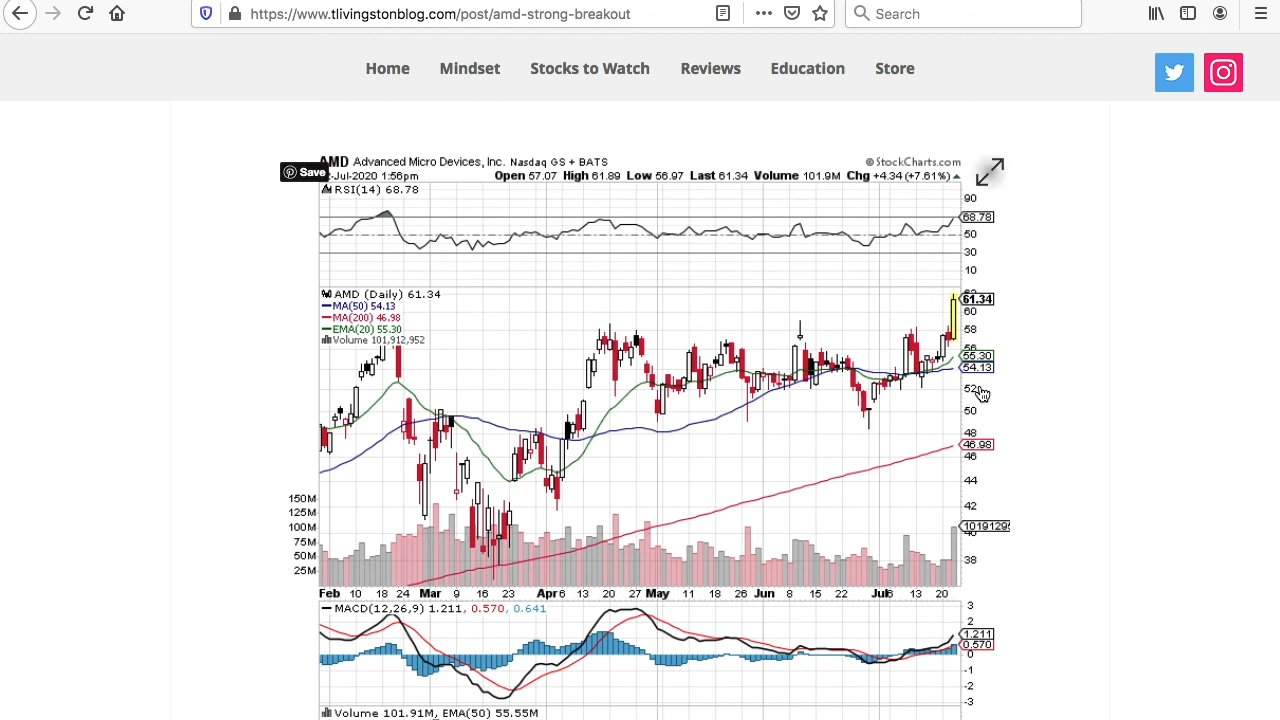 https://www.tlivingstonblog.com/post/amd-strong-breakout
Search
Home Mindset Stocks to Watch Reviews Education Store
AMD Advanced Micro Devices, Inc. Nasdaq GS + BATS
© StockCharts.com
Save
-Jul-2020 1:56pm
Open 57.07 High 61.89 Low 56.97 Last 61.34 Volume 101.9M Chg +4.34 (+7.61%)
RSI(14) 68.78
90
68.78
50
30
10
AMD (Daily) 61.34
MA(50) 54.13
MA(200) 46.98
EMA(20) 55.30
Volume 101,912,952
61.34
60
58
56
55.30
54.13
52
50
48
46.98
46
44
42
40
38
150M
125M
100M
75M
50M
25M
10191295
Feb 10 18 24 Mar 9 16 23 Apr 6 13 20 27 May 11 18 26 Jun 8 15 22 Jul 6 13 20
MACD(12,26,9) 1.211, 0.570, 0.641
3
2
1.211
0.570
0
-1
-2
-3
Volume 101.91M, EMA(50) 55.55M